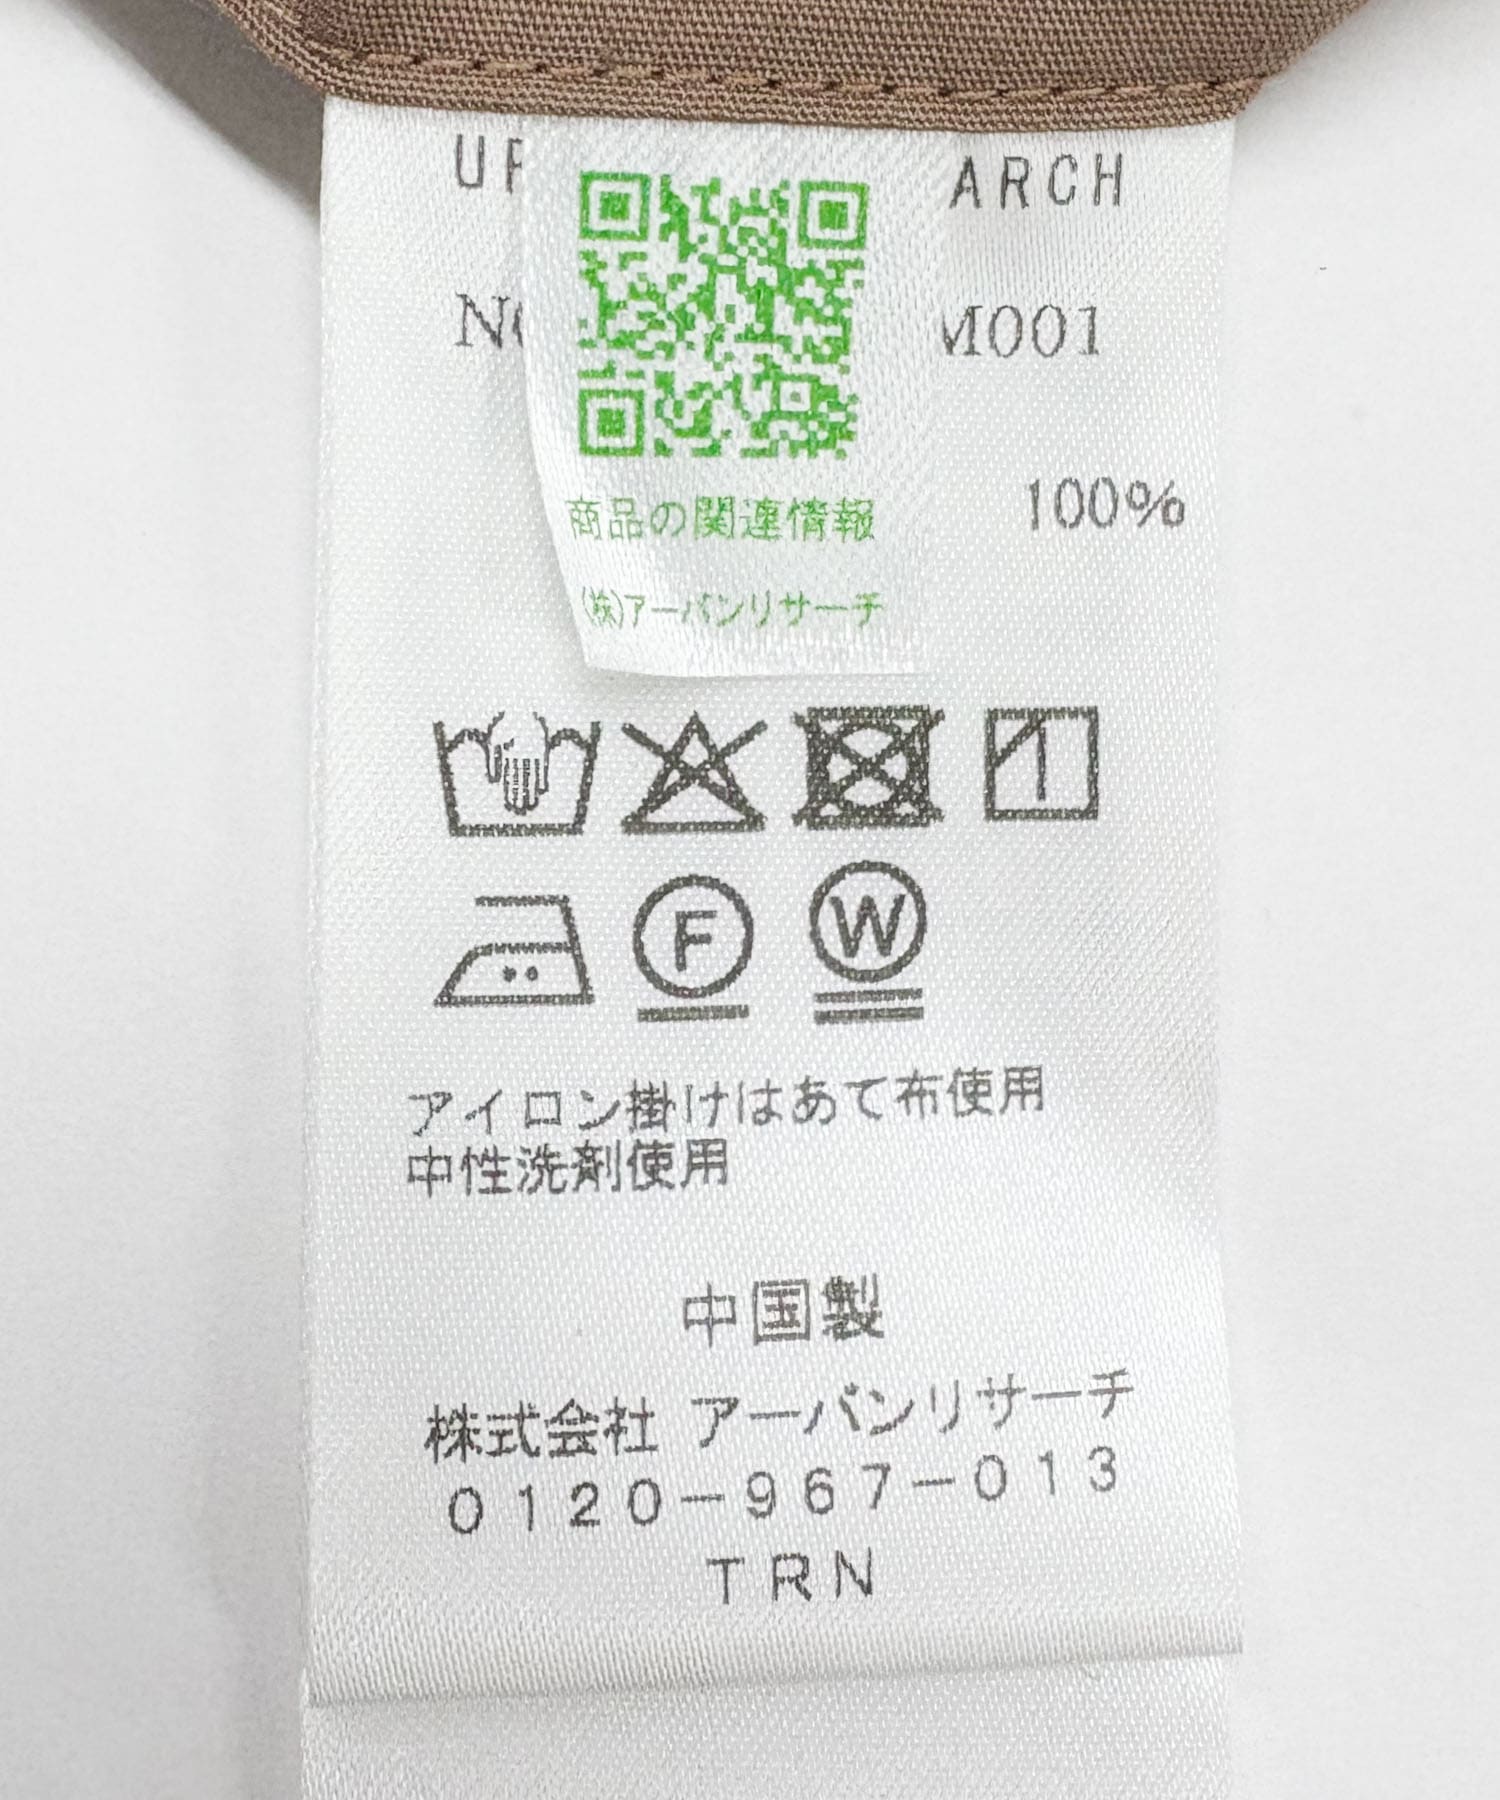 ARCH
M001
100%
商品の関連情報
(株)アーバンリサーチ
F
W
アイロン掛けはあて布使用
中性洗剤使用
中国製
株式会社 アーバンリサーチ
0120-967-013
TRN